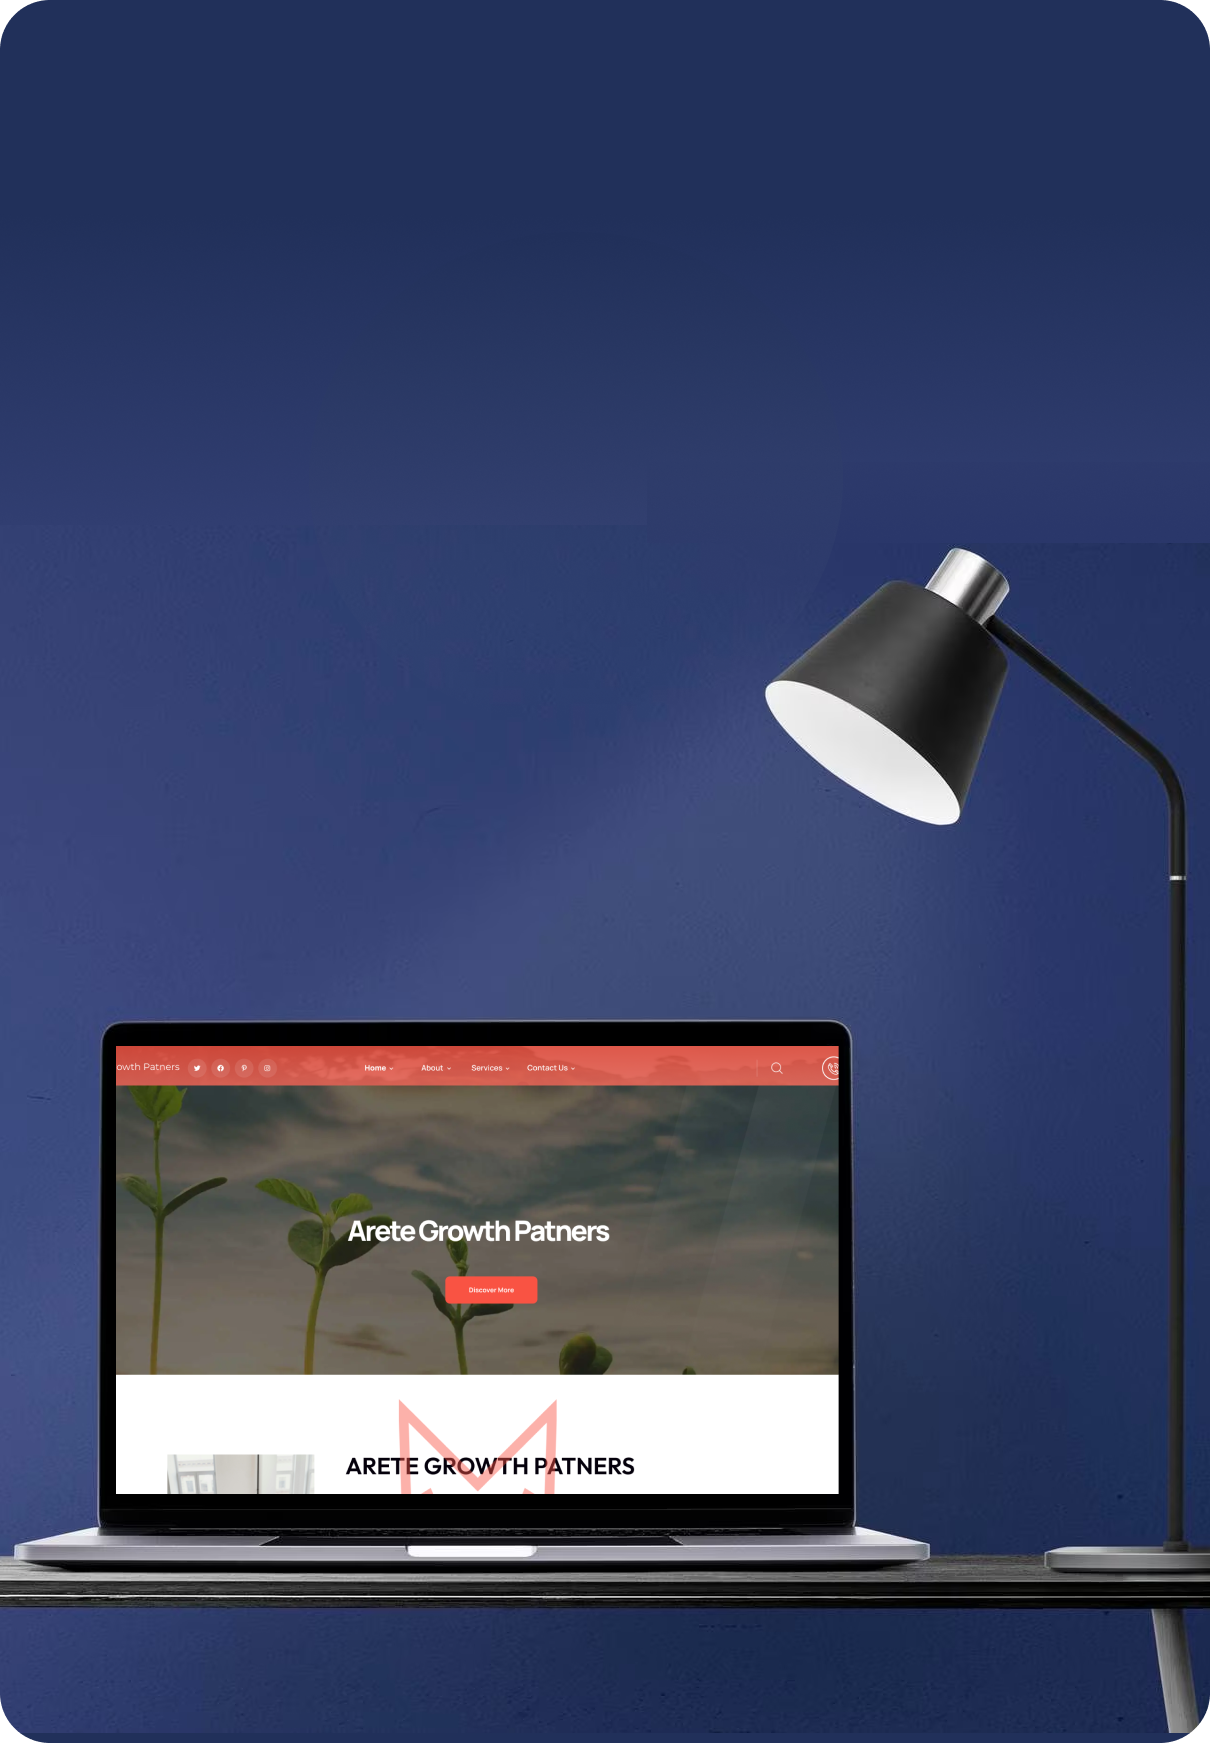 owth Patners
Home
About
Services
Contact Us
Arete Growth Patners
Discover More
ARETE GROWTH PATNERS